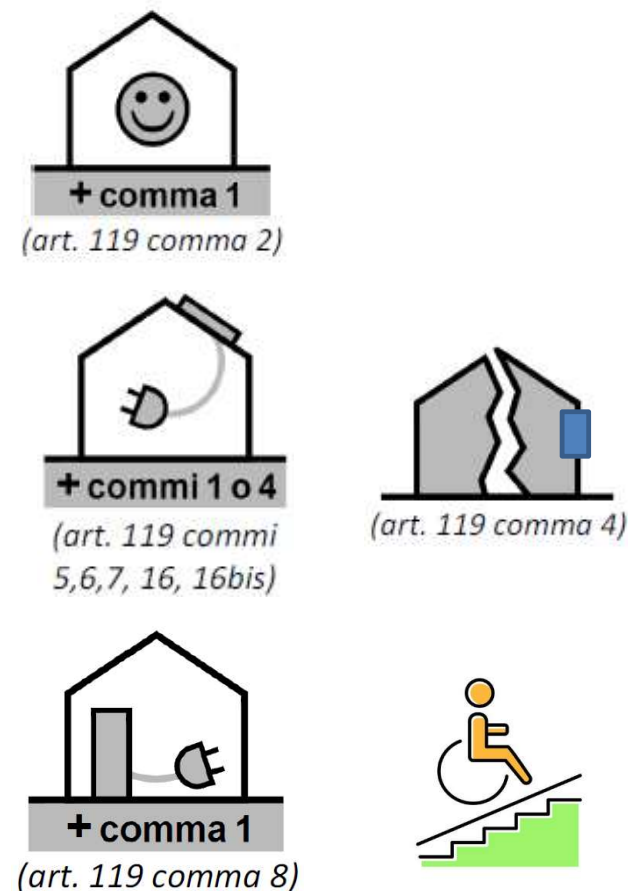 + comma 1
(art. 119 comma 2)
+ commi 1 o 4
(art. 119 commi
5,6,7, 16, 16bis)
(art. 119 comma 4)
+ comma 1
(art. 119 comma 8)